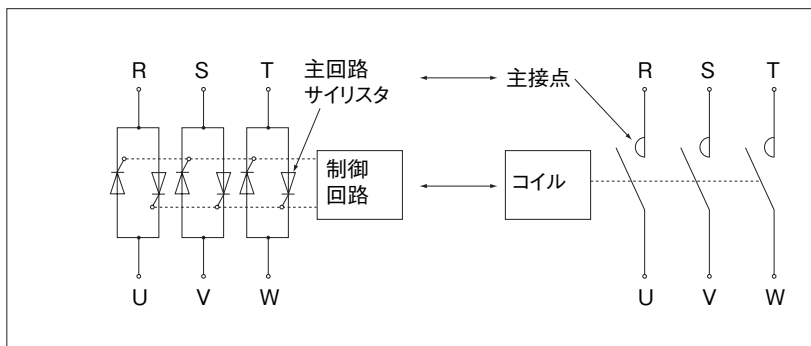 R S T
主回路
サイリスタ
制御
回路
U V W
主接点
コイル
R S T
U V W